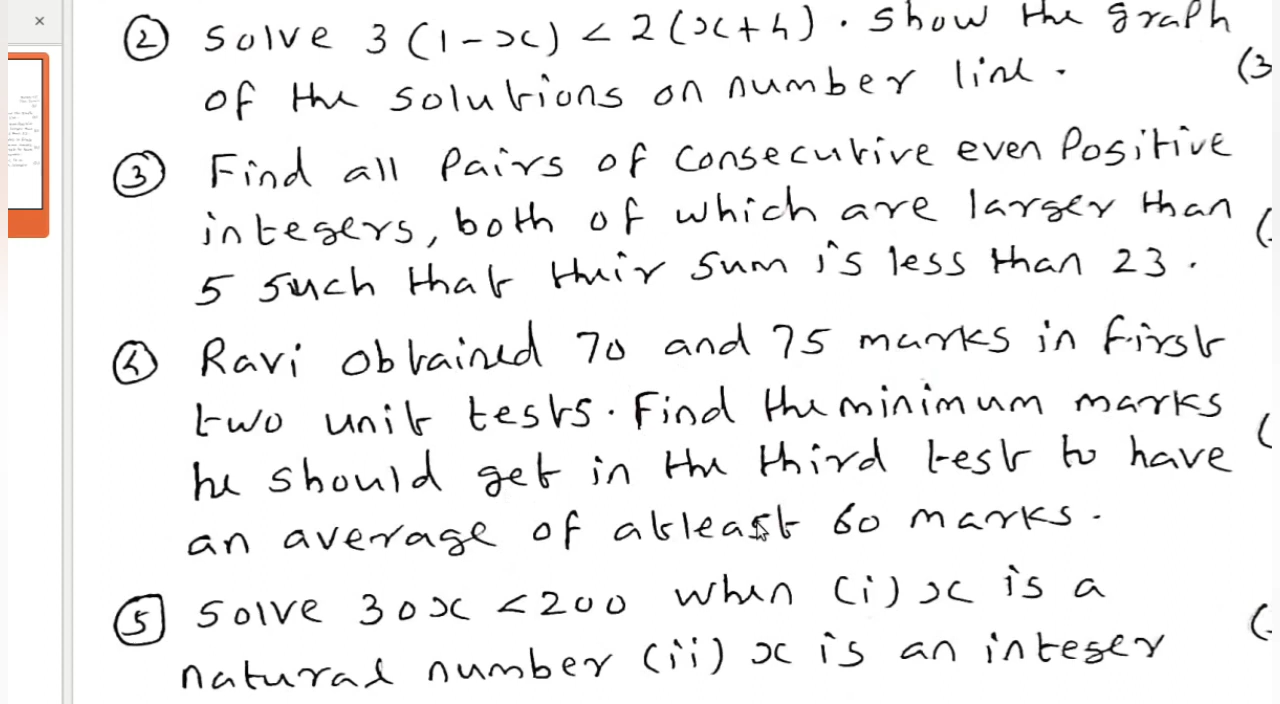 (2) Solve 3(1-x) < 2(x+4). Show the graph
of the solutions on number line. (3
(3) Find all pairs of consecutive even Positive
integers, both of which are larger than
5 such that their sum is less than 23.
(4) Ravi obtained 70 and 75 marks in first
two unit tests. Find the minimum marks
he should get in the third test to have
an average of atleast 60 marks.
(5) Solve 30x < 200 when (i) x is a
natural number (ii) x is an integer